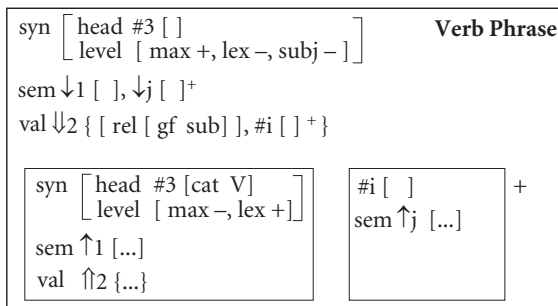 syn [ head #3 [ ] Verb Phrase
level [ max +, lex –, subj – ] ]
sem ↓1 [ ], ↓j [ ]+
val ⇓2 { [ rel [ gf sub] ], #i [ ] + }
syn [ head #3 [cat V]
level [ max –, lex +] ]
sem ↑1 [...]
val ⇑2 {...}
#i [ ] +
sem ↑j [...]